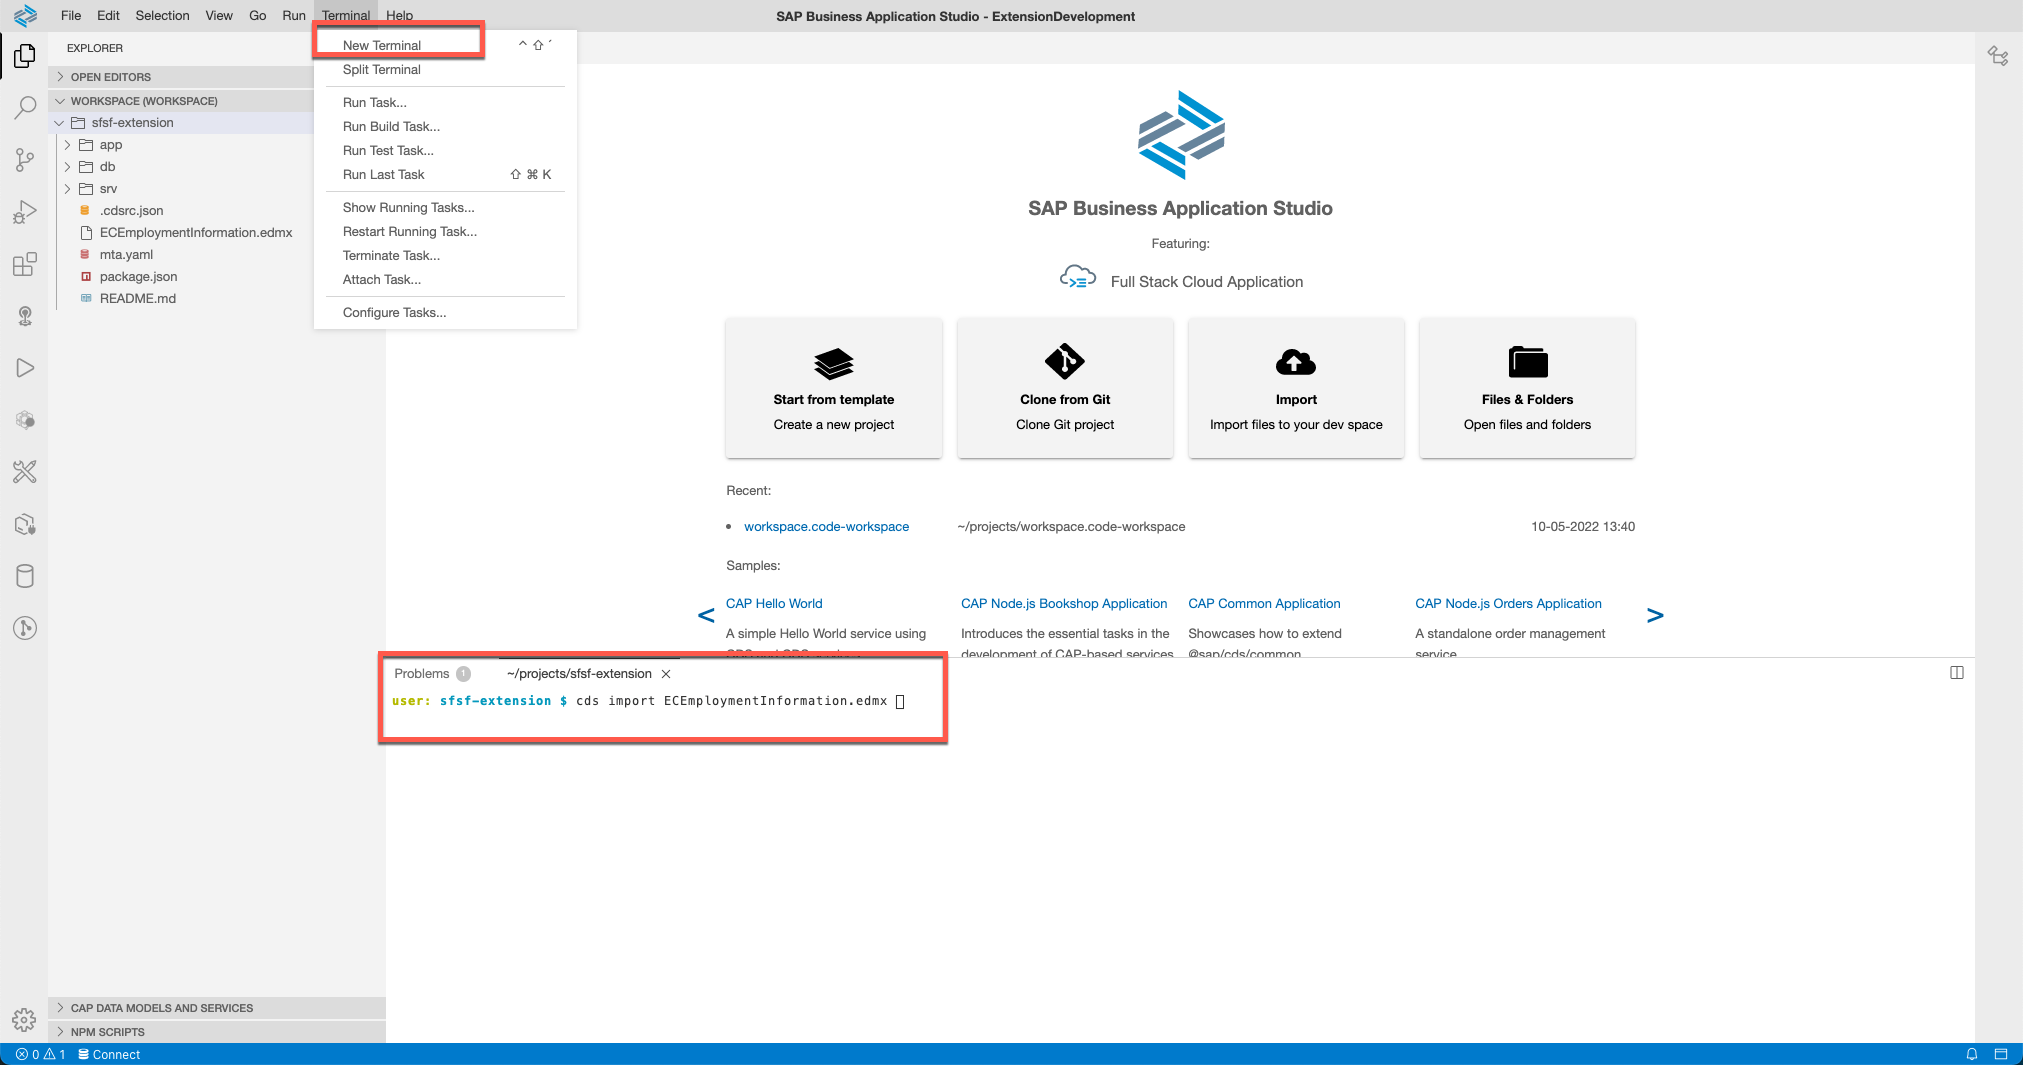 File Edit Selection View Go Run Terminal Help
SAP Business Application Studio - ExtensionDevelopment
EXPLORER
OPEN EDITORS
WORKSPACE (WORKSPACE)
sfsf-extension
app
db
srv
.cdsrc.json
ECEmploymentInformation.edmx
mta.yaml
package.json
README.md
New Terminal ^ ⇧ ´
Split Terminal
Run Task...
Run Build Task...
Run Test Task...
Run Last Task ⇧ ⌘ K
Show Running Tasks...
Restart Running Task...
Terminate Task...
Attach Task...
Configure Tasks...
SAP Business Application Studio
Featuring:
Full Stack Cloud Application
Start from template
Create a new project
Clone from Git
Clone Git project
Import
Import files to your dev space
Files & Folders
Open files and folders
Recent:
• workspace.code-workspace ~/projects/workspace.code-workspace 10-05-2022 13:40
Samples:
< CAP Hello World CAP Node.js Bookshop Application CAP Common Application CAP Node.js Orders Application >
A simple Hello World service using Introduces the essential tasks in the Showcases how to extend A standalone order management
development of CAP-based services @sap/cds/common service
Problems 1 ~/projects/sfsf-extension ×
user: sfsf-extension $ cds import ECEmploymentInformation.edmx
CAP DATA MODELS AND SERVICES
NPM SCRIPTS
0 1 Connect